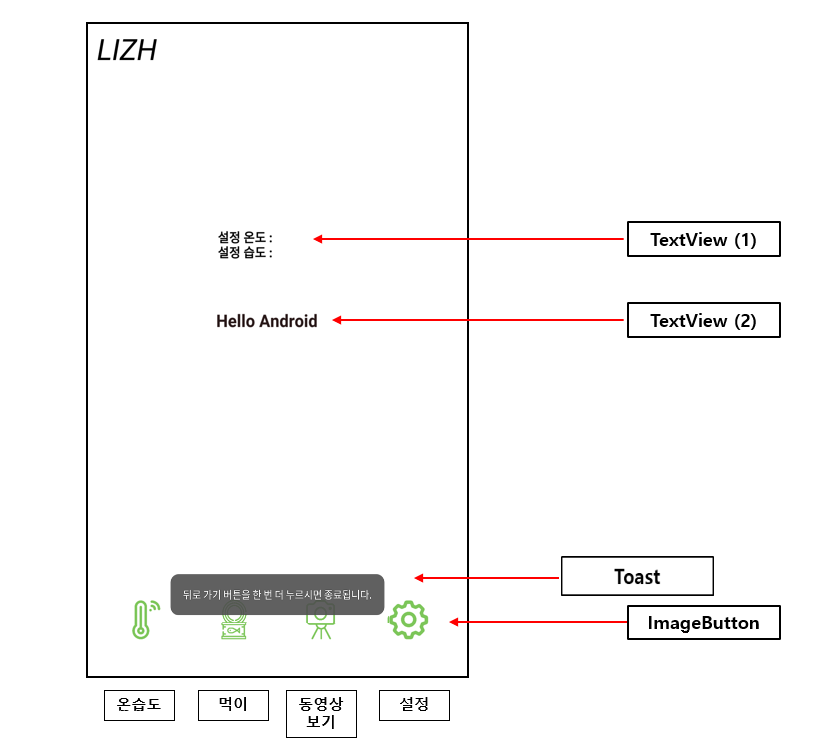 LIZH
설정 온도 :
설정 습도 :
TextView (1)
Hello Android
TextView (2)
Toast
뒤로 가기 버튼을 한 번 더 누르시면 종료됩니다.
ImageButton
온습도
먹이
동영상
보기
설정